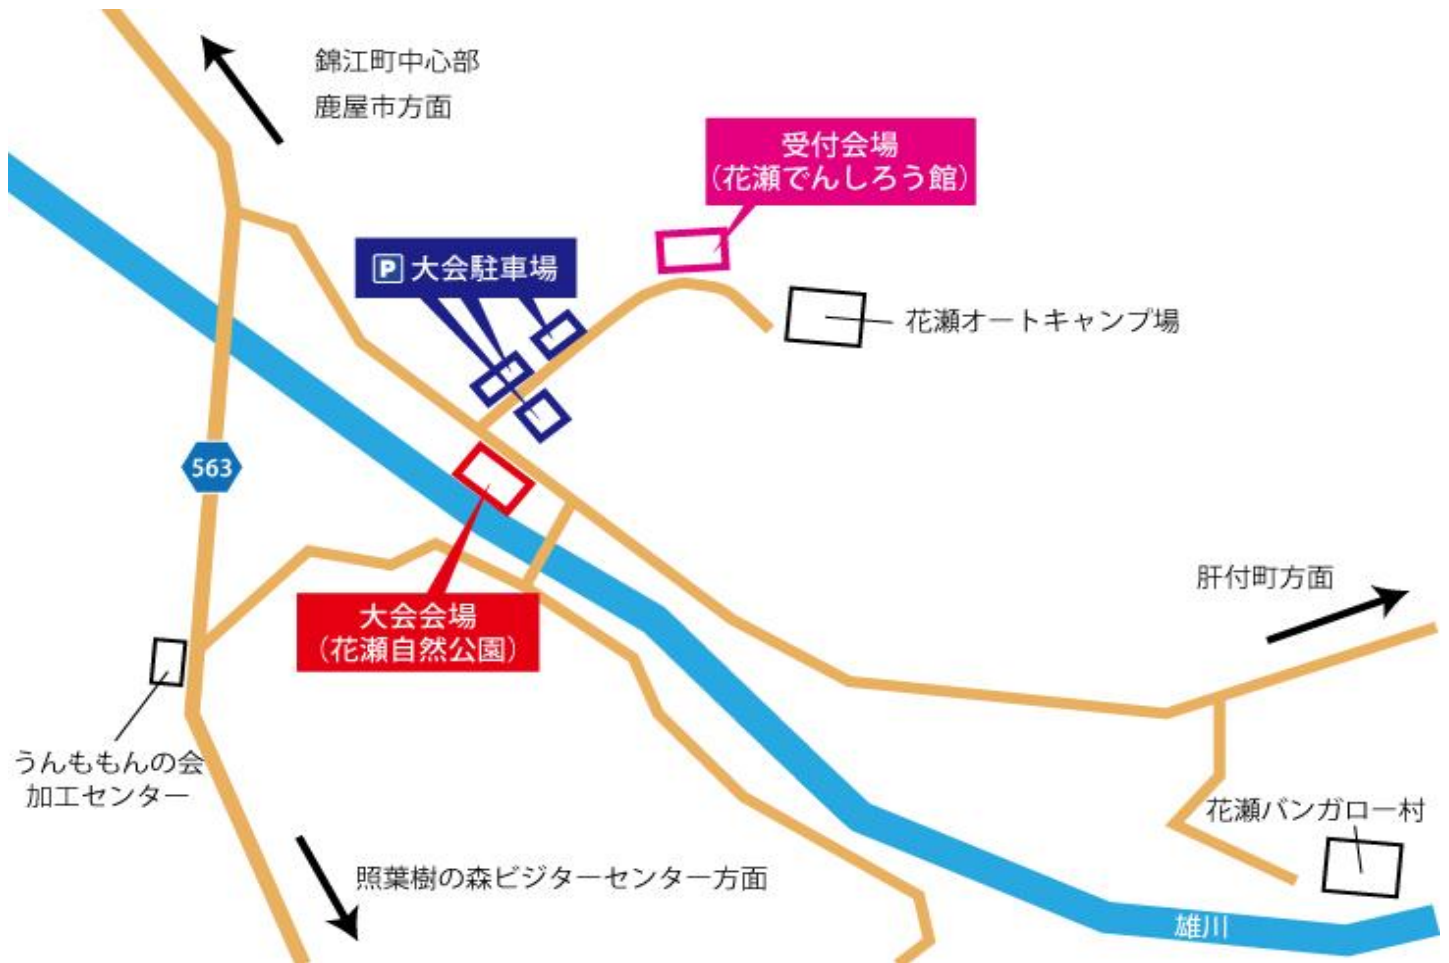 錦江町中心部
鹿屋市方面
受付会場
（花瀬でんしろう館）
P 大会駐車場
花瀬オートキャンプ場
563
肝付町方面
大会会場
（花瀬自然公園）
うんももんの会
加工センター
花瀬バンガロー村
照葉樹の森ビジターセンター方面
雄川